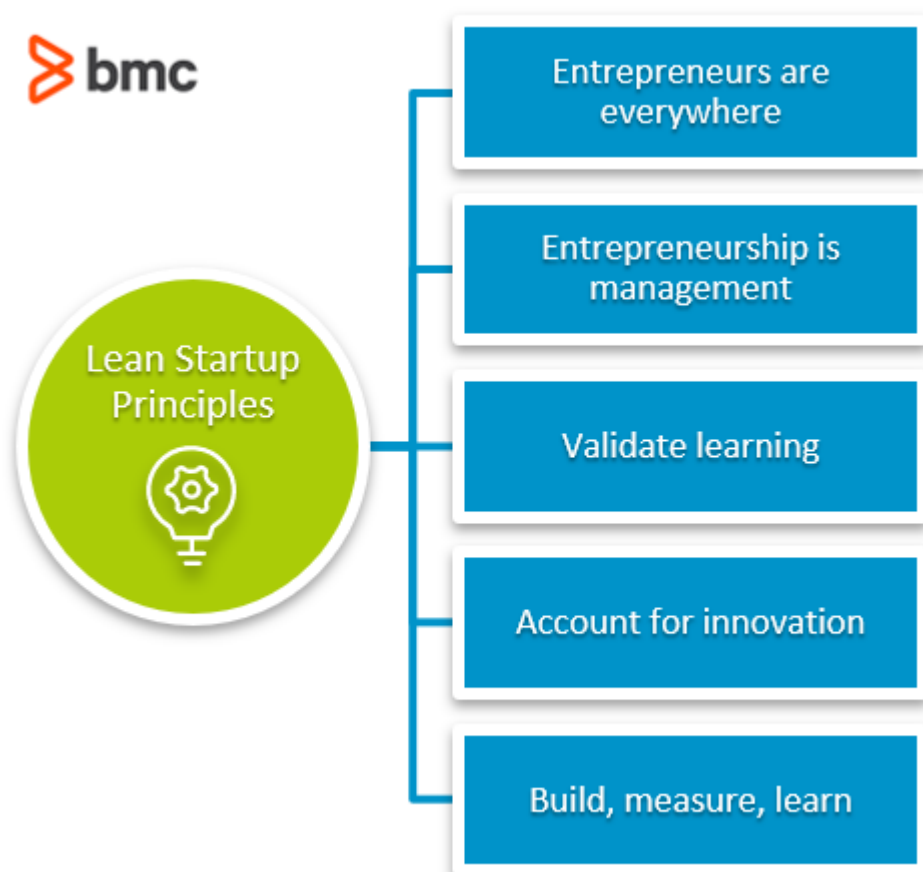 bmc
Entrepreneurs are
everywhere
Entrepreneurship is
management
Lean Startup
Principles
Validate learning
Account for innovation
Build, measure, learn